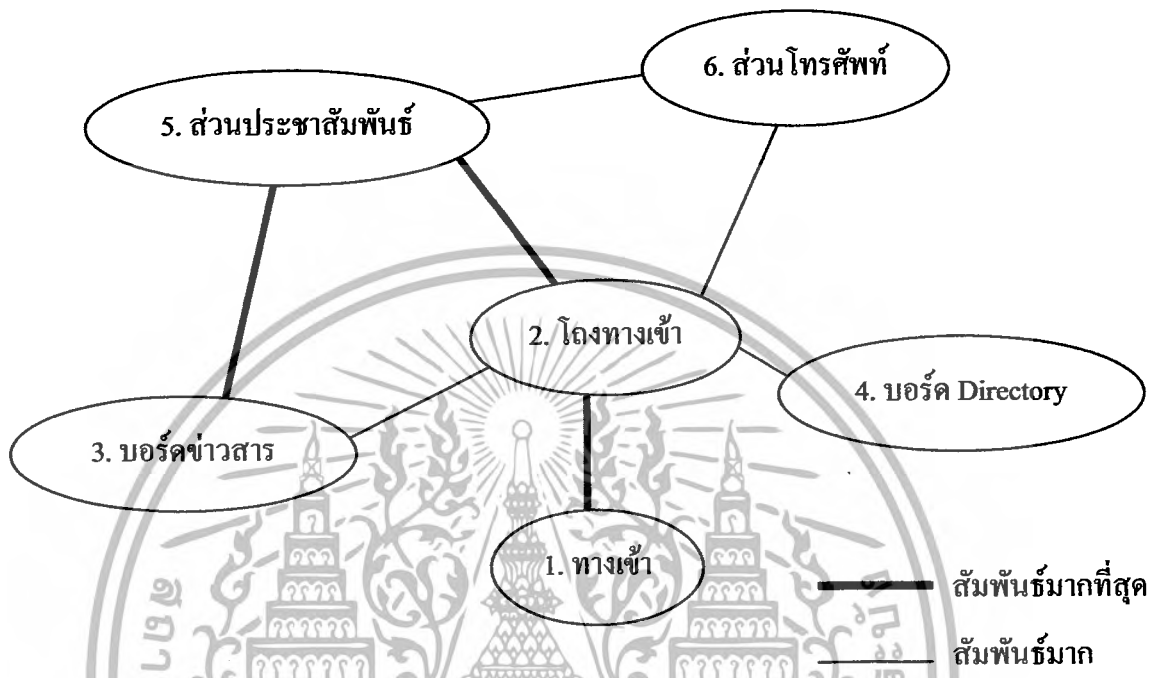 6. ส่วนโทรศัพท์
5. ส่วนประชาสัมพันธ์
2. โถงทางเข้า
4. บอร์ด Directory
3. บอร์ดข่าวสาร
1. ทางเข้า
สัมพันธ์มากที่สุด
สัมพันธ์มาก